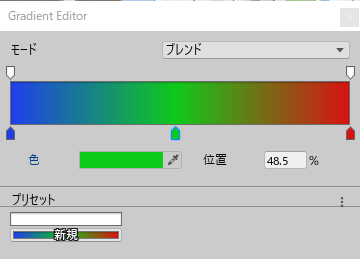 Gradient Editor
モード ブレンド
色 位置 48.5 %
プリセット
新規